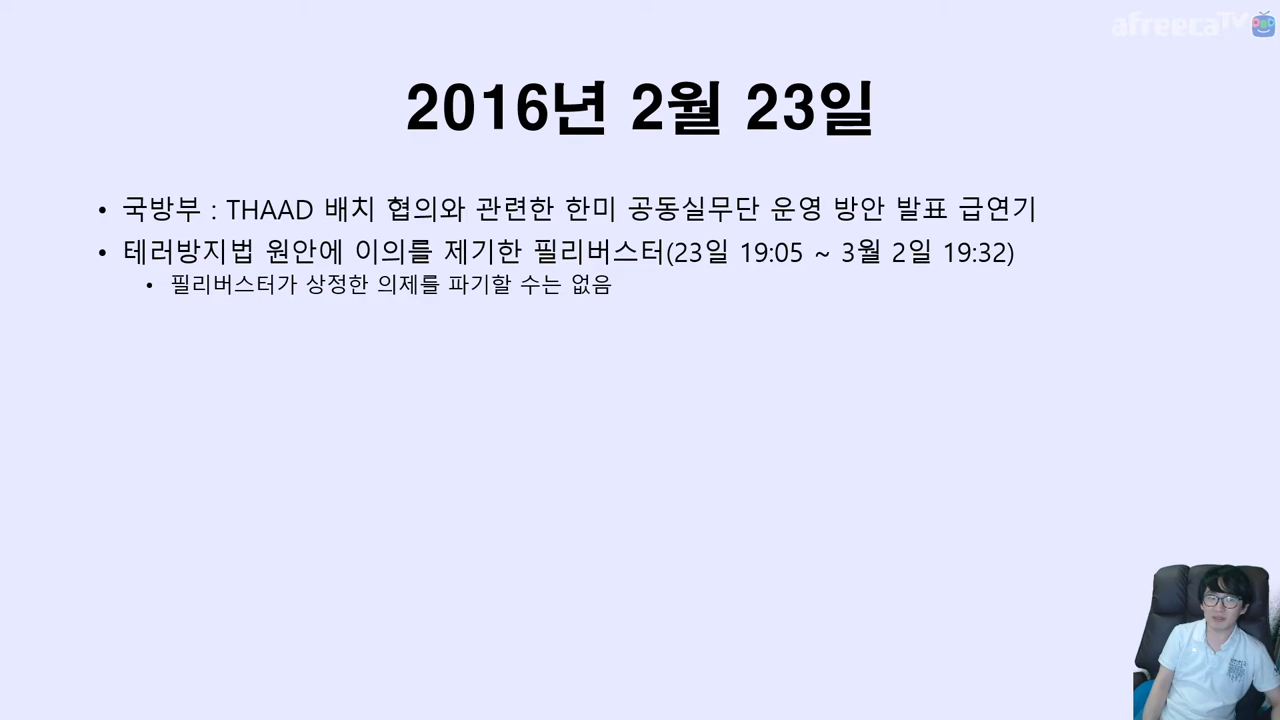 afreecaTV
2016년 2월 23일
• 국방부 : THAAD 배치 협의와 관련한 한미 공동실무단 운영 방안 발표 급연기
• 테러방지법 원안에 이의를 제기한 필리버스터(23일 19:05 ~ 3월 2일 19:32)
• 필리버스터가 상정한 의제를 파기할 수는 없음